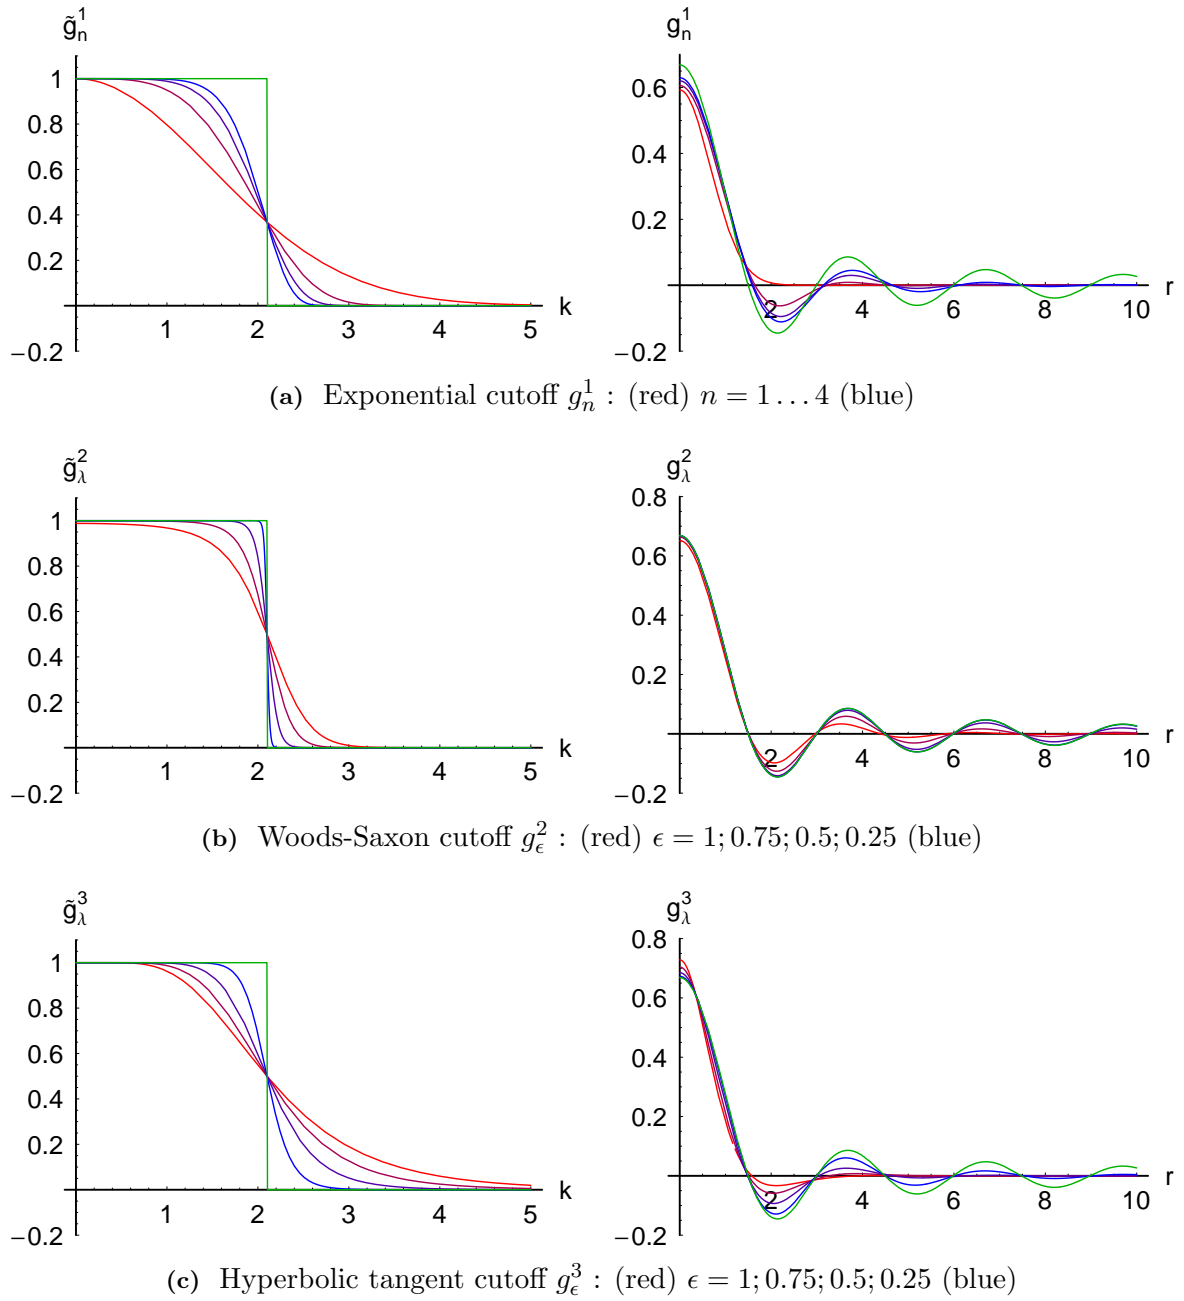 g̃¹ₙ
1
0.8
0.6
0.4
0.2
−0.2
1 2 3 4 5 k
g¹ₙ
0.6
0.4
0.2
−0.2
2 4 6 8 10 r
(a) Exponential cutoff g¹ₙ : (red) n = 1 … 4 (blue)
g̃²_λ
1
0.8
0.6
0.4
0.2
−0.2
1 2 3 4 5 k
g²_λ
0.8
0.6
0.4
0.2
−0.2
2 4 6 8 10 r
(b) Woods-Saxon cutoff g²_ϵ : (red) ϵ = 1; 0.75; 0.5; 0.25 (blue)
g̃³_λ
1
0.8
0.6
0.4
0.2
−0.2
1 2 3 4 5 k
g³_λ
0.8
0.6
0.4
0.2
−0.2
2 4 6 8 10 r
(c) Hyperbolic tangent cutoff g³_ϵ : (red) ϵ = 1; 0.75; 0.5; 0.25 (blue)